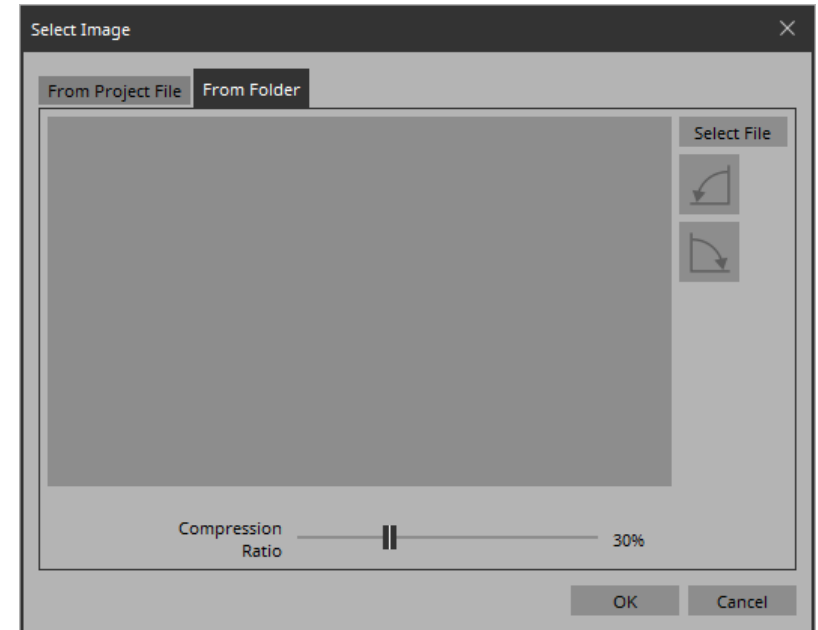 Select Image
From Project File
From Folder
Select File
Compression
Ratio
30%
OK
Cancel